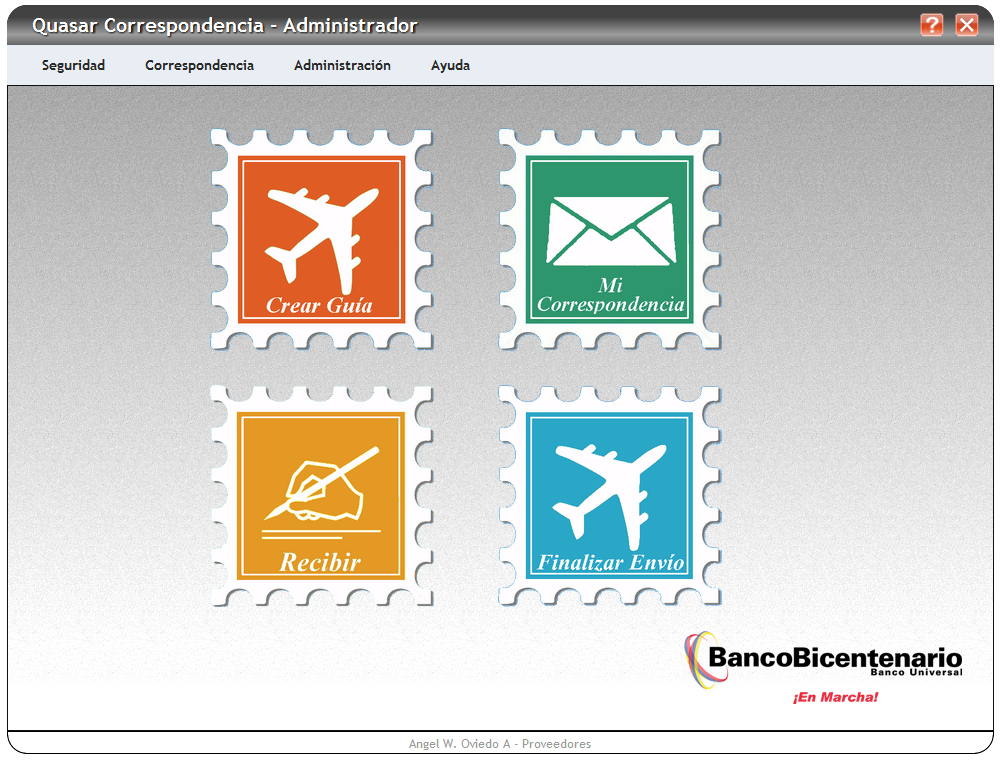 Quasar Correspondencia - Administrador
Seguridad Correspondencia Administración Ayuda
Crear Guía
Mi
Correspondencia
Recibir
Finalizar Envío
BancoBicentenario
Banco Universal
¡En Marcha!
Angel W. Oviedo A - Proveedores